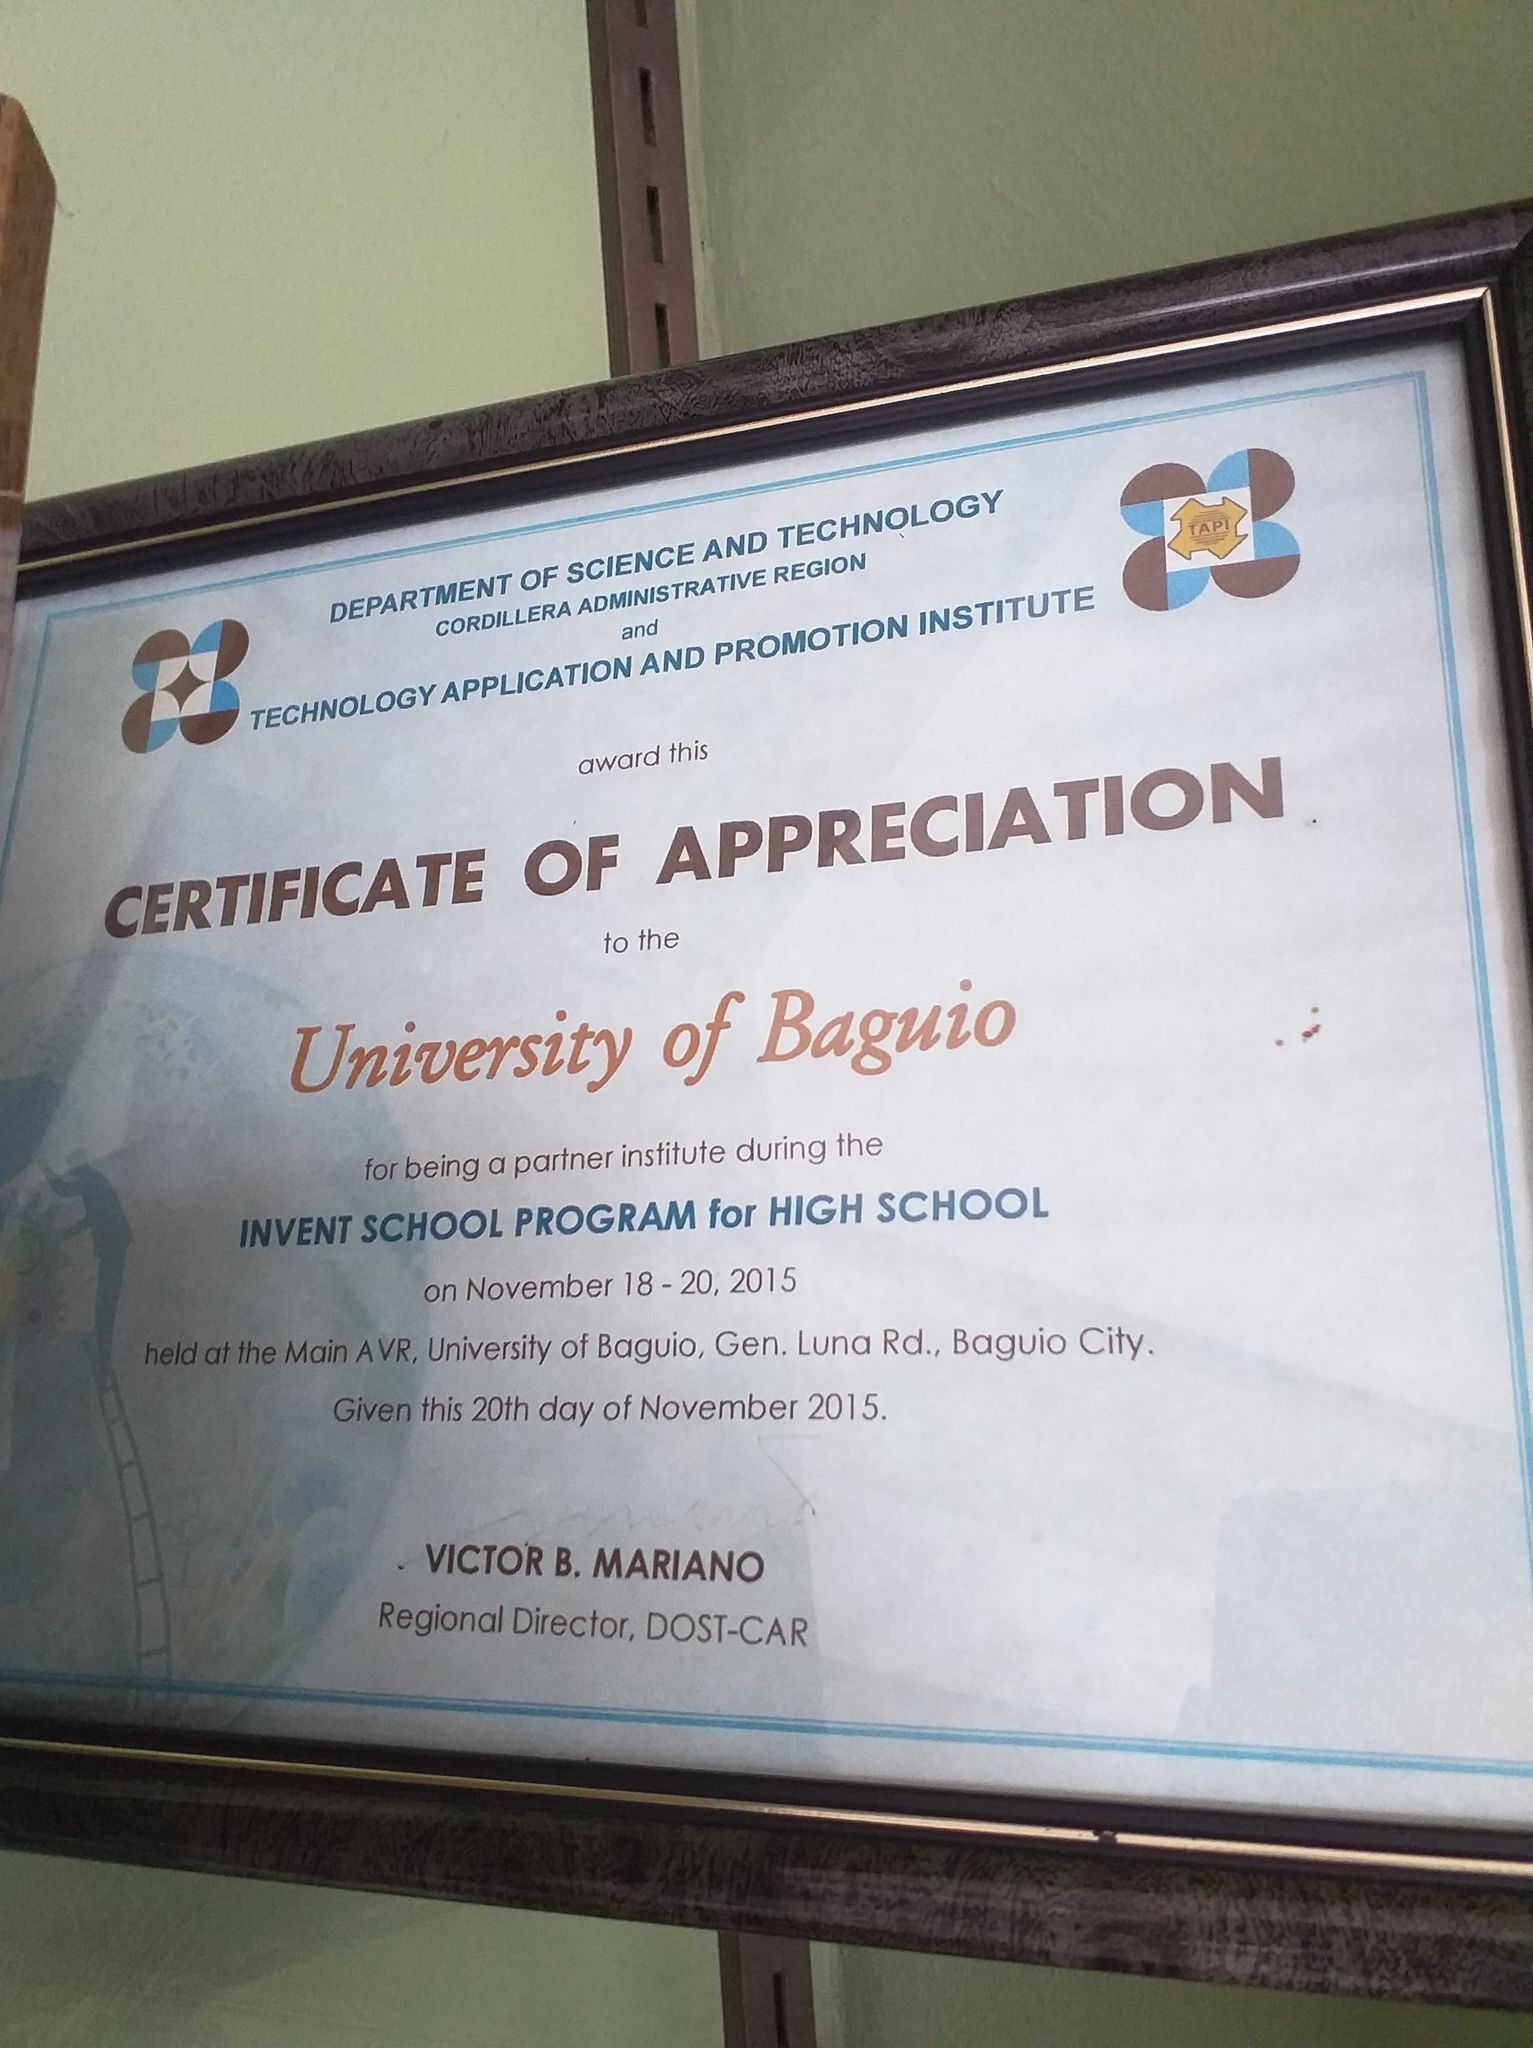 DEPARTMENT OF SCIENCE AND TECHNOLOGY
CORDILLERA ADMINISTRATIVE REGION
and
TECHNOLOGY APPLICATION AND PROMOTION INSTITUTE
TAPI
award this
CERTIFICATE OF APPRECIATION
to the
University of Baguio
for being a partner institute during the
INVENT SCHOOL PROGRAM for HIGH SCHOOL
on November 18 - 20, 2015
held at the Main AVR, University of Baguio, Gen. Luna Rd., Baguio City.
Given this 20th day of November 2015.
VICTOR B. MARIANO
Regional Director, DOST-CAR